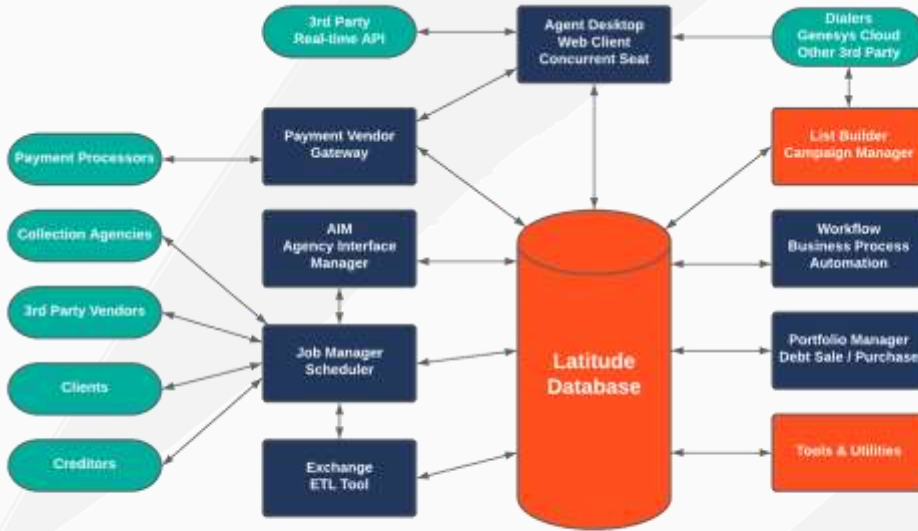 3rd Party
Real-time API
Agent Desktop
Web Client
Concurrent Seat
Dialers
Genesys Cloud
Other 3rd Party
Payment Processors
Payment Vendor
Gateway
List Builder
Campaign Manager
Collection Agencies
AIM
Agency Interface
Manager
Workflow
Business Process
Automation
3rd Party Vendors
Job Manager
Scheduler
Latitude
Database
Portfolio Manager
Debt Sale / Purchase
Clients
Creditors
Exchange
ETL Tool
Tools & Utilities